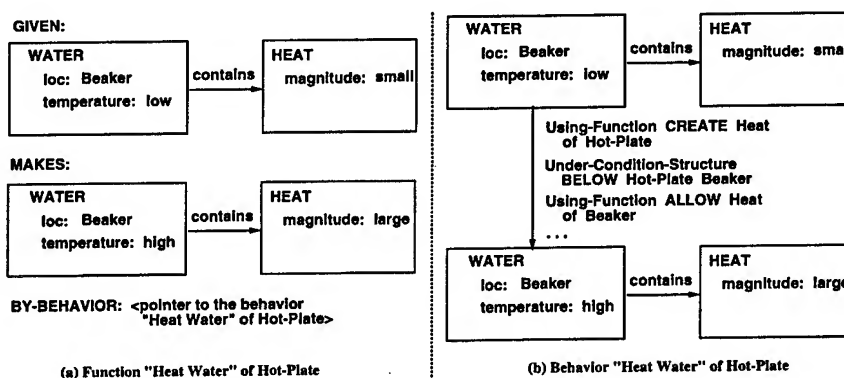 GIVEN:
WATER
loc: Beaker
temperature: low
contains
HEAT
magnitude: small
MAKES:
WATER
loc: Beaker
temperature: high
contains
HEAT
magnitude: large
BY-BEHAVIOR: <pointer to the behavior
"Heat Water" of Hot-Plate>
(a) Function "Heat Water" of Hot-Plate
WATER
loc: Beaker
temperature: low
contains
HEAT
magnitude: sma
Using-Function CREATE Heat
of Hot-Plate
Under-Condition-Structure
BELOW Hot-Plate Beaker
Using-Function ALLOW Heat
of Beaker
...
WATER
loc: Beaker
temperature: high
contains
HEAT
magnitude: large
(b) Behavior "Heat Water" of Hot-Plate